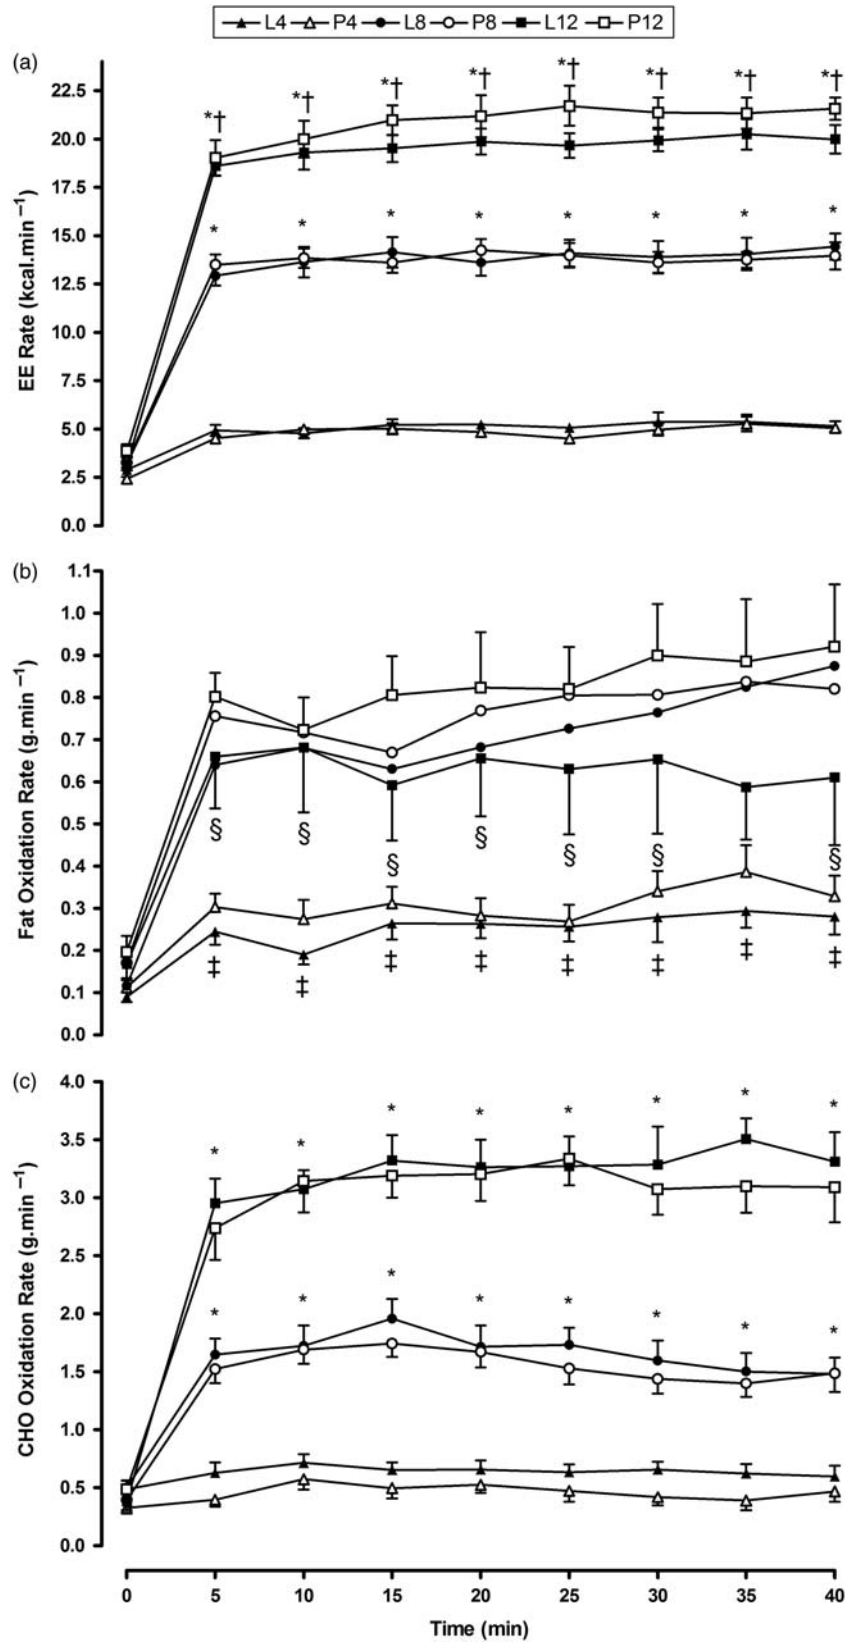 L4 P4 L8 P8 L12 P12
(a)
EE Rate (kcal.min⁻¹)
22.5
20.0
17.5
15.0
12.5
10.0
7.5
5.0
2.5
0.0
*† *† *† *† *† *† *† *†
* * * * * * * *
(b)
Fat Oxidation Rate (g.min⁻¹)
1.1
1.0
0.9
0.8
0.7
0.6
0.5
0.4
0.3
0.2
0.1
0.0
§ § § § § § §
‡ ‡ ‡ ‡ ‡ ‡ ‡ ‡
(c)
CHO Oxidation Rate (g.min⁻¹)
4.0
3.5
3.0
2.5
2.0
1.5
1.0
0.5
0.0
* * * * * * * *
* * * * * * * *
0 5 10 15 20 25 30 35 40
Time (min)